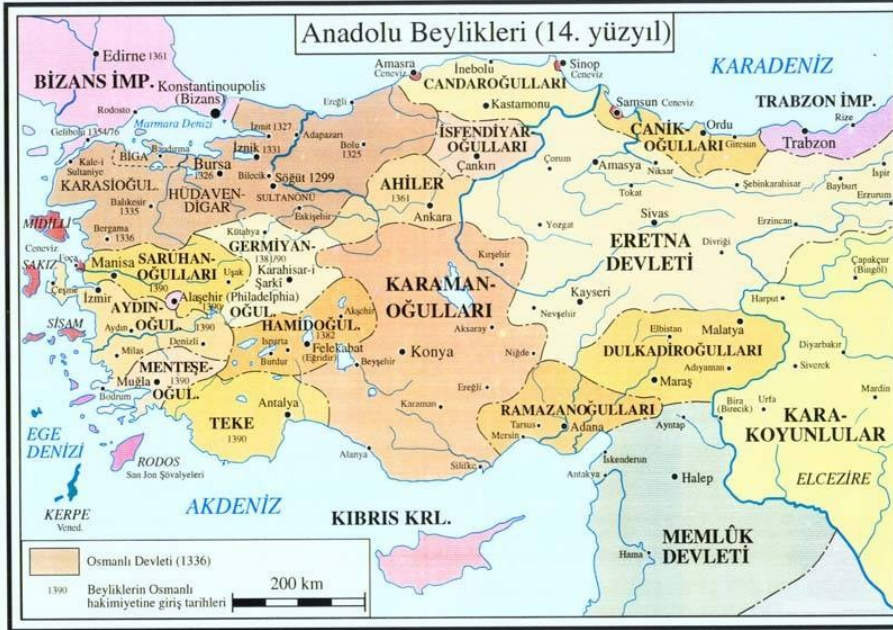 Anadolu Beylikleri (14. yüzyıl)
KARADENİZ
Edirne 1361
BİZANS İMP.
Konstantinoupolis
(Bizans)
Rodosto
Marmara Denizi
Gelibolu 1354/76
Amasra
Ceneviz
İnebolu
CANDAROĞULLARI
Kastamonu
Sinop
Ceneviz
Samsun Ceneviz
TRABZON İMP.
Rize
Trabzon
Ordu
CANİK-
OĞULLARI
Giresun
Ereğli
İzmit 1327
Adapazarı
İznik 1331
Bolu
1325
İSFENDİYAR-
OĞULLARI
Çankırı
Kale-i
Sultaniye
BİGA
Bandırma
Bursa
1326
Bilecik
Söğüt 1299
SULTANÖNÜ
KARASİOĞUL.
HÜDAVEN-
DİGAR
Balıkesir
1335
Bergama
1336
Eskişehir
AHİLER
1361
Ankara
Çorum
Amasya
Niksar
Tokat
Şebinkarahisar
Bayburt
İspir
Erzurum
Erzincan
Sivas
Yozgat
ERETNA
DEVLETİ
Divriği
MİDİLLİ
Ceneviz
SAKIZ
Foça
Çeşme
Manisa
SARUHAN-
OĞULLARI
1390
Uşak
Kütahya
GERMİYAN-
1381/90
Karahisar-i
Şarki
OĞUL.
Alaşehir (Philadelphia)
1390
İzmir
AYDIN-
OĞUL.
1390
Aydın
SİSAM
Denizli
Milas
MENTEŞE-
1390
OĞUL.
Muğla
Bodrum
HAMİDOĞUL.
1382
Isparta
Burdur
Felekabat
(Eğridir)
Akşehir
Beyşehir
KARAMAN-
OĞULLARI
Kırşehir
Aksaray
Konya
Niğde
Ereğli
Karaman
Kayseri
Nevşehir
Harput
Çapakçur
(Bingöl)
Malatya
Elbistan
DULKADİROĞULLARI
Adıyaman
Maraş
Diyarbakır
Siverek
Mardin
Bira
(Birecik)
Urfa
KARA-
KOYUNLULAR
ELCEZİRE
RAMAZANOĞULLARI
Tarsus
Adana
Mersin
Ayıntap
İskenderun
Antakya
Halep
MEMLÛK
DEVLETİ
Hama
TEKE
1390
Antalya
Alanya
Silifke
EGE
DENİZİ
RODOS
San Jon Şövalyeleri
KERPE
Vened.
AKDENİZ
KIBRIS KRL.
Osmanlı Devleti (1336)
1390
Beyliklerin Osmanlı
hakimiyetine giriş tarihleri
200 km